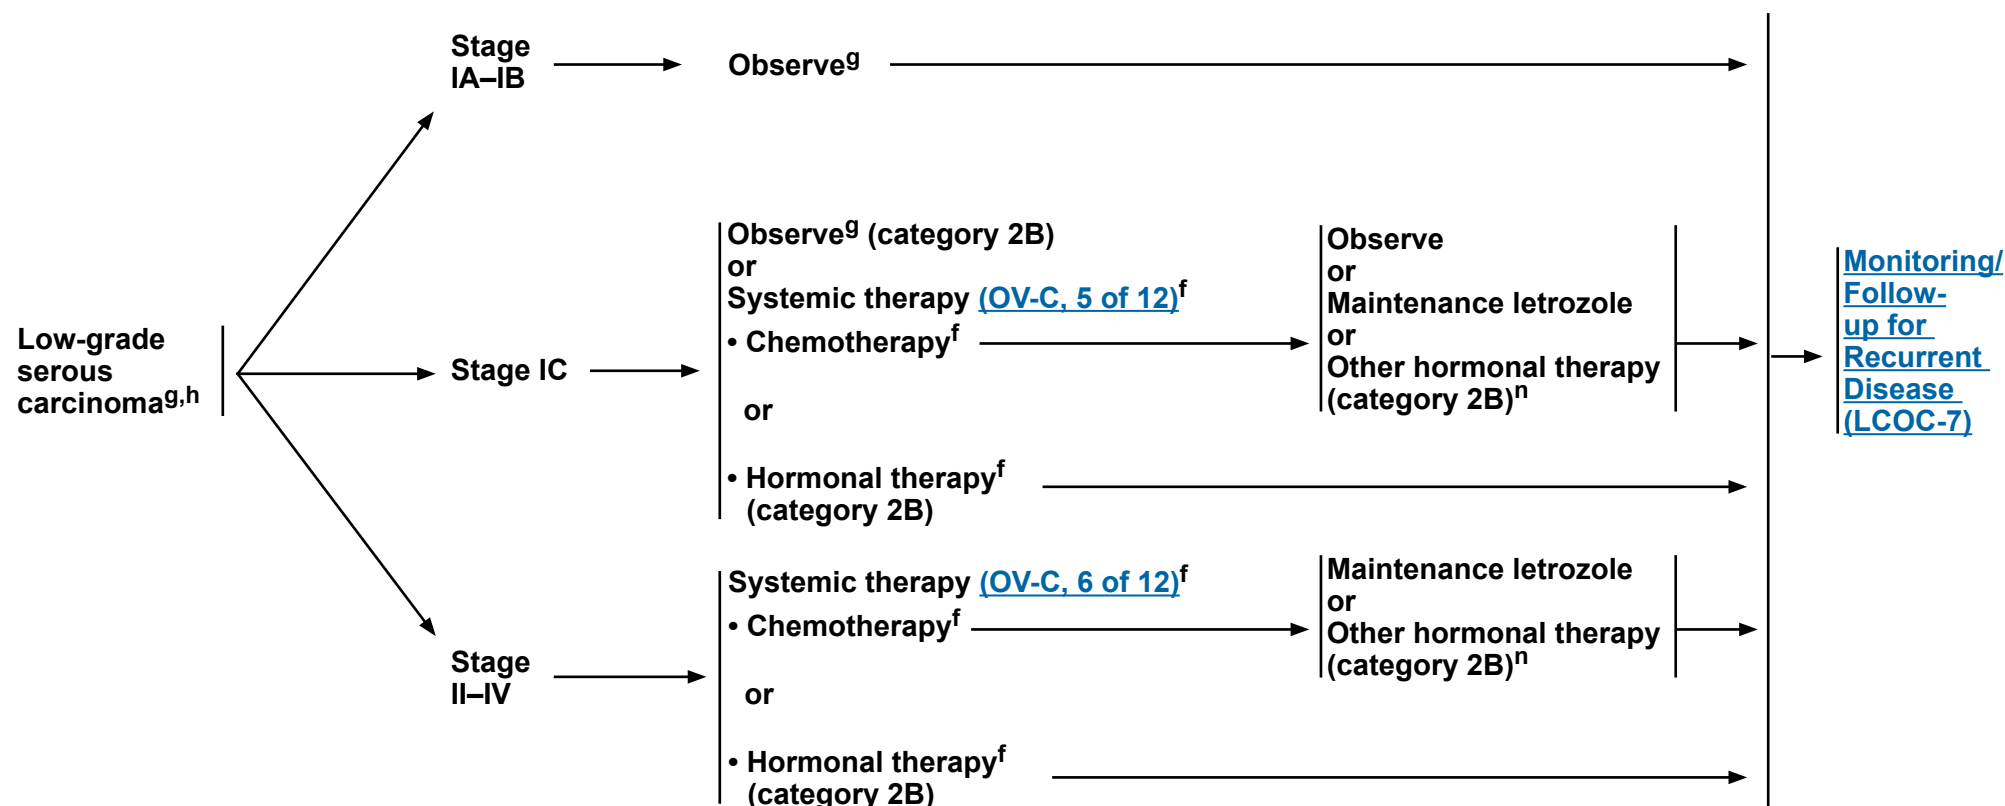 Low-grade
serous
carcinomag,h
Stage
IA–IB
Observeg
Stage IC
Observeg (category 2B)
or
Systemic therapy (OV-C, 5 of 12)f
• Chemotherapyf
or
• Hormonal therapyf
(category 2B)
Observe
or
Maintenance letrozole
or
Other hormonal therapy
(category 2B)n
Stage
II–IV
Systemic therapy (OV-C, 6 of 12)f
• Chemotherapyf
or
• Hormonal therapyf
(category 2B)
Maintenance letrozole
or
Other hormonal therapy
(category 2B)n
Monitoring/
Follow-
up for
Recurrent
Disease
(LCOC-7)